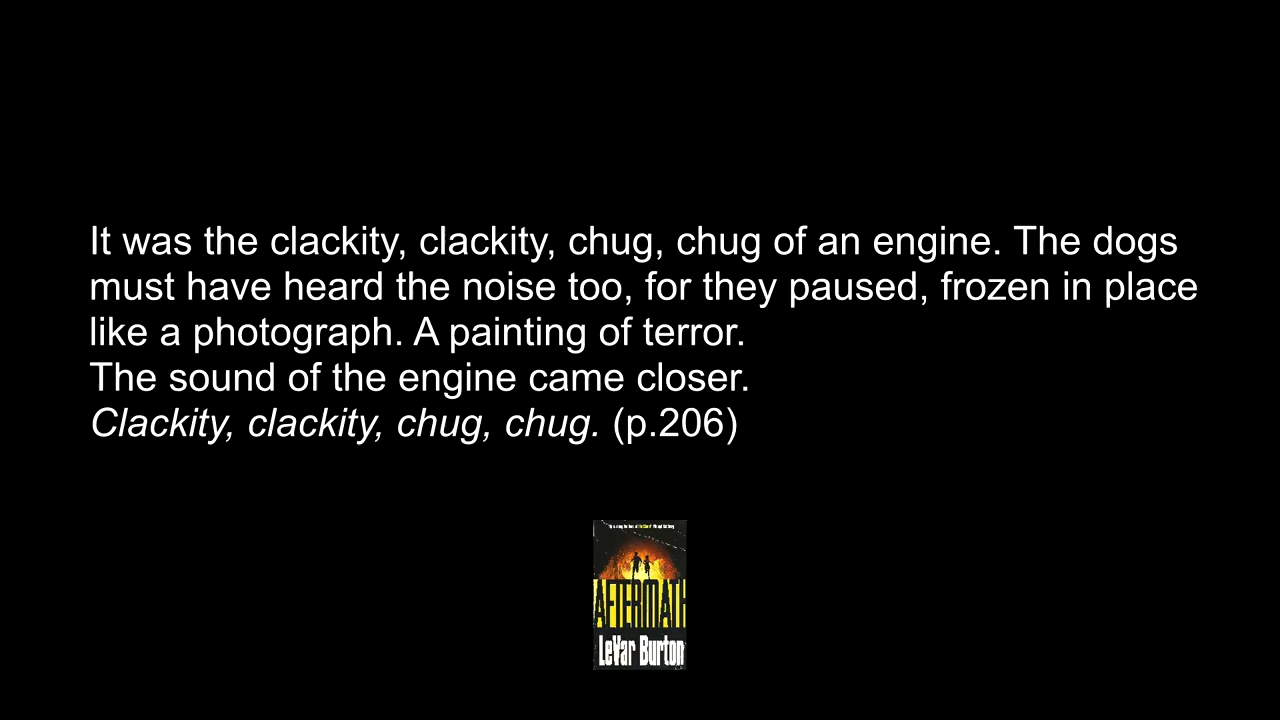 It was the clackity, clackity, chug, chug of an engine. The dogs
must have heard the noise too, for they paused, frozen in place
like a photograph. A painting of terror.
The sound of the engine came closer.
Clackity, clackity, chug, chug. (p.206)
AFTERMATH
LeVar Burton